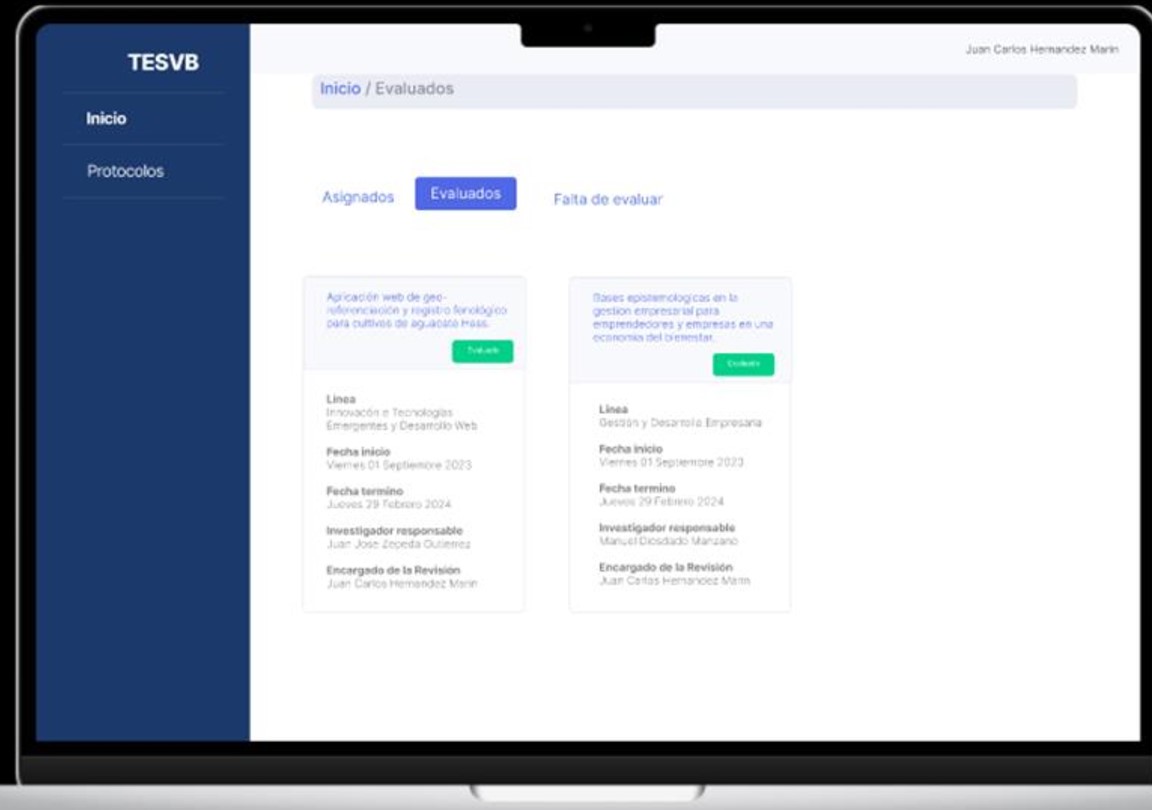 TESVB
Inicio
Protocolos
Juan Carlos Hernandez Marin
Inicio / Evaluados
Asignados
Evaluados
Falta de evaluar
Aplicación web de geo-
referenciación y registro fenológico
para cultivos de aguacate Hass.
Evaluado
Linea
Innovación e Tecnologías
Emergentes y Desarrollo Web
Fecha inicio
Viernes 01 Septiembre 2023
Fecha termino
Jueves 29 Febrero 2024
Investigador responsable
Juan Jose Zepeda Gutierrez
Encargado de la Revisión
Juan Carlos Hernandez Marin
Bases epistemologicas en la
gestion empresarial para
emprendedores y empresas en una
economia del bienestar.
Evaluado
Linea
Gestión y Desarrollo Empresaria
Fecha inicio
Viernes 01 Septiembre 2023
Fecha termino
Jueves 29 Febrero 2024
Investigador responsable
Manuel Diosdado Manzano
Encargado de la Revisión
Juan Carlos Hernandez Marin